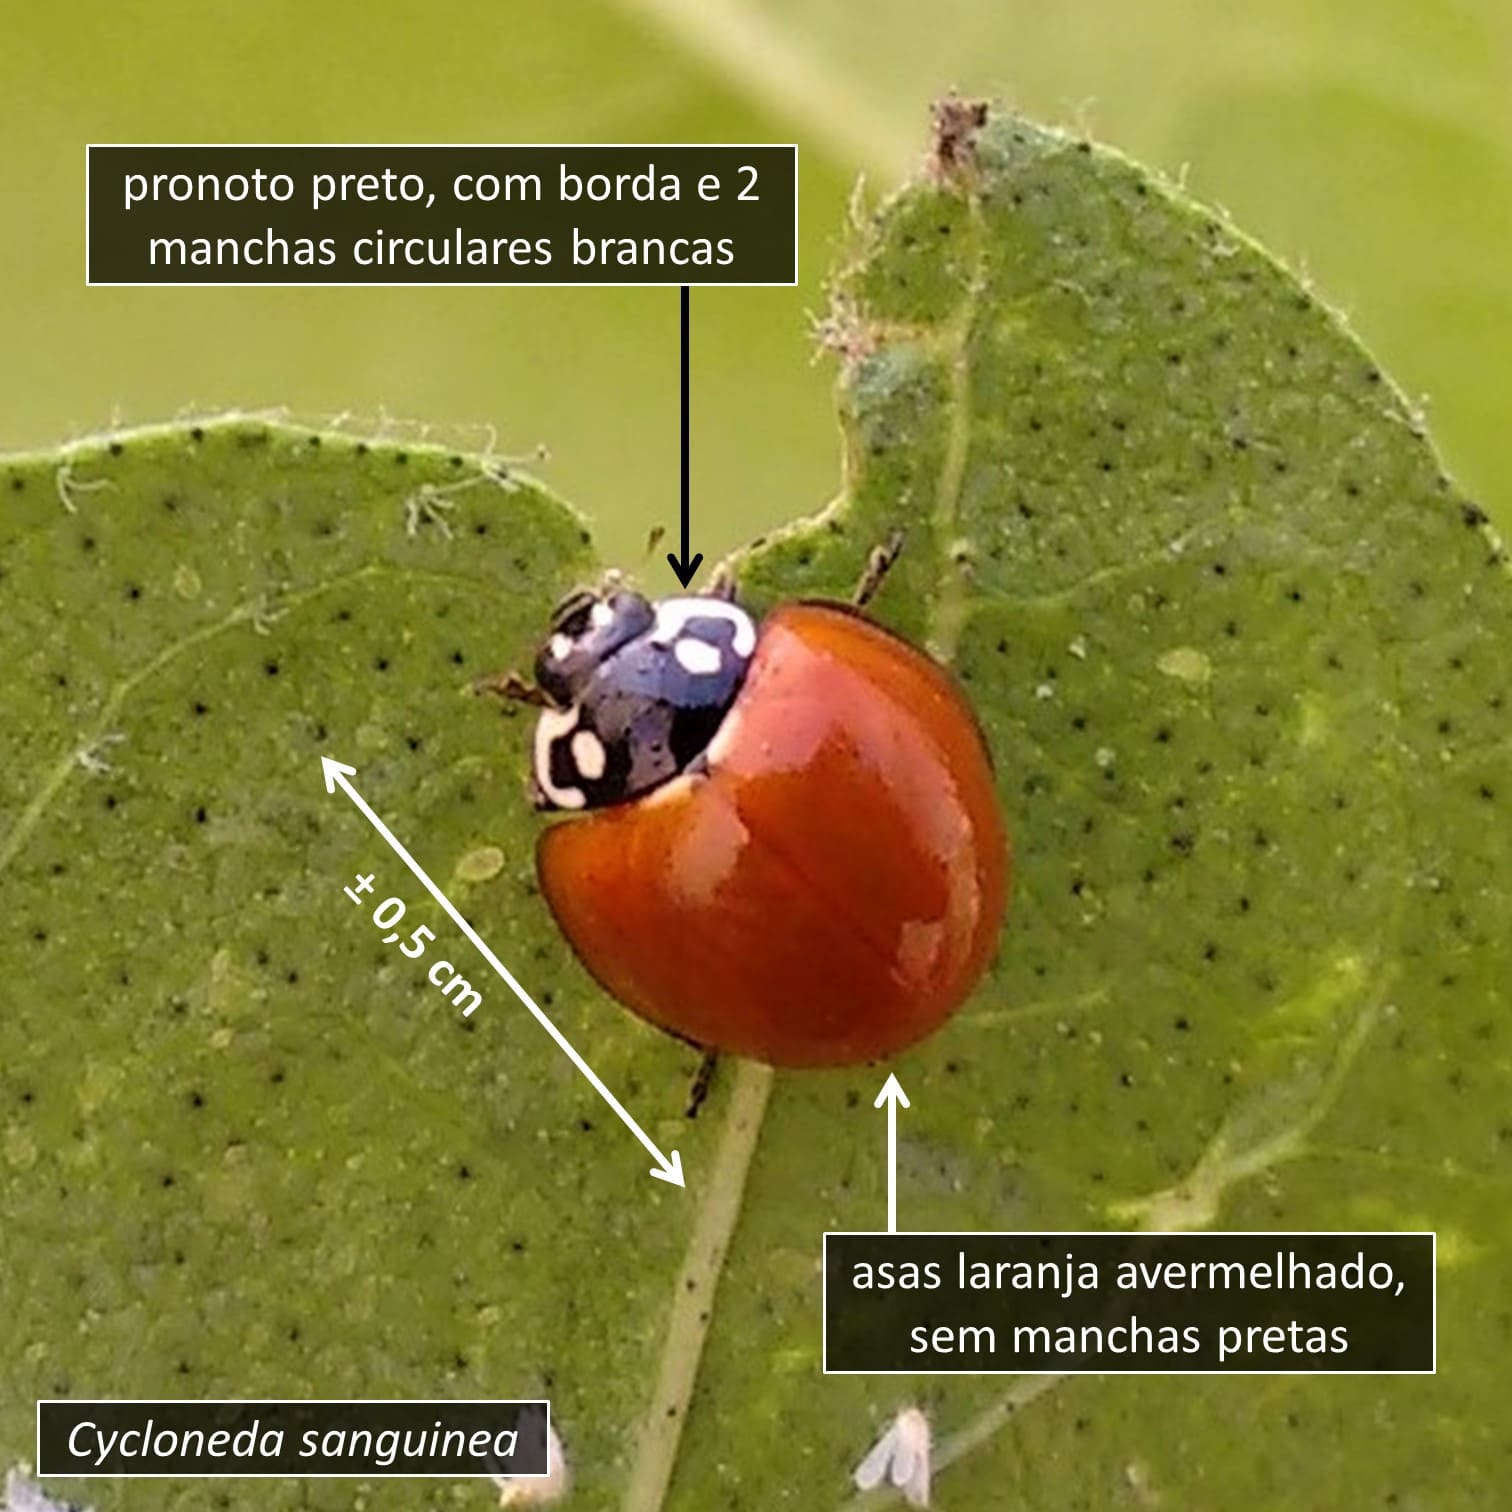 pronoto preto, com borda e 2
manchas circulares brancas
± 0,5 cm
asas laranja avermelhado,
sem manchas pretas
Cycloneda sanguinea